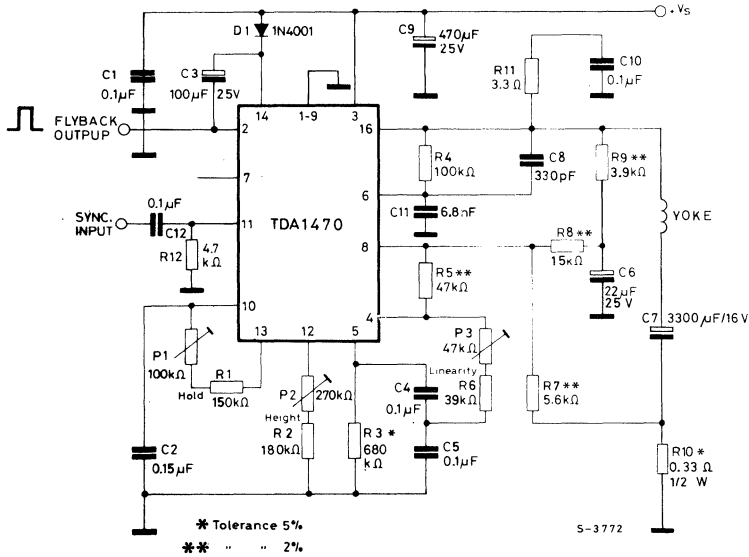 +Vs
D1 1N4001
C9 470µF 25V
C1 0.1µF
C3 100µF 25V
R11 3.3 Ω
C10 0.1µF
FLYBACK OUTPUP
14 1-9 3
2
16
R4 100kΩ
C8 330pF
R9 ** 3.9kΩ
7
6
C11 6.8nF
YOKE
0.1µF
SYNC. INPUT
C12
11
TDA1470
8
R8 ** 15kΩ
R12 4.7 kΩ
R5 ** 47kΩ
C6 22µF 25V
10
4
C7 3300µF/16V
13 12 5
P1 100kΩ
P3 47kΩ
R1 150kΩ
Hold
P2 270kΩ
Linearity
Height
C4 0.1µF
R6 39kΩ
R7 ** 5.6kΩ
C2 0.15µF
R2 180kΩ
R3 * 680 kΩ
C5 0.1µF
R10 * 0.33 Ω 1/2 W
* Tolerance 5%
** " " 2%
S-3772